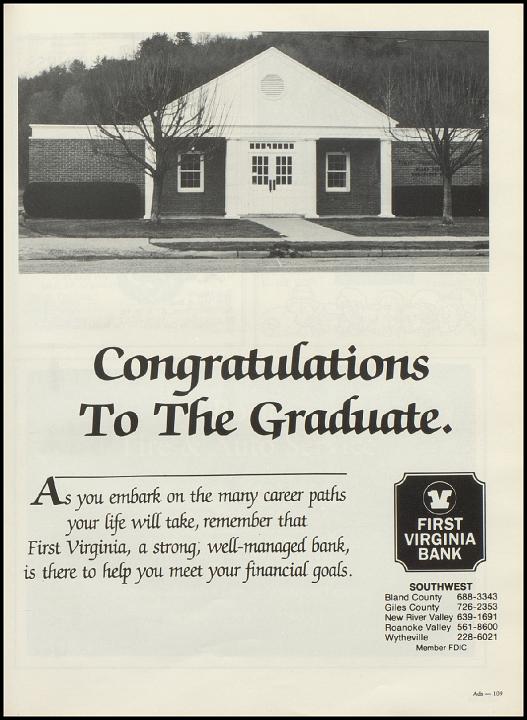 Congratulations
To The Graduate.
As you embark on the many career paths
your life will take, remember that
First Virginia, a strong, well-managed bank,
is there to help you meet your financial goals.
FIRST
VIRGINIA
BANK
SOUTHWEST
Bland County 688-3343
Giles County 726-2353
New River Valley 639-1691
Roanoke Valley 561-8600
Wytheville 228-6021
Member FDIC
Ads — 109